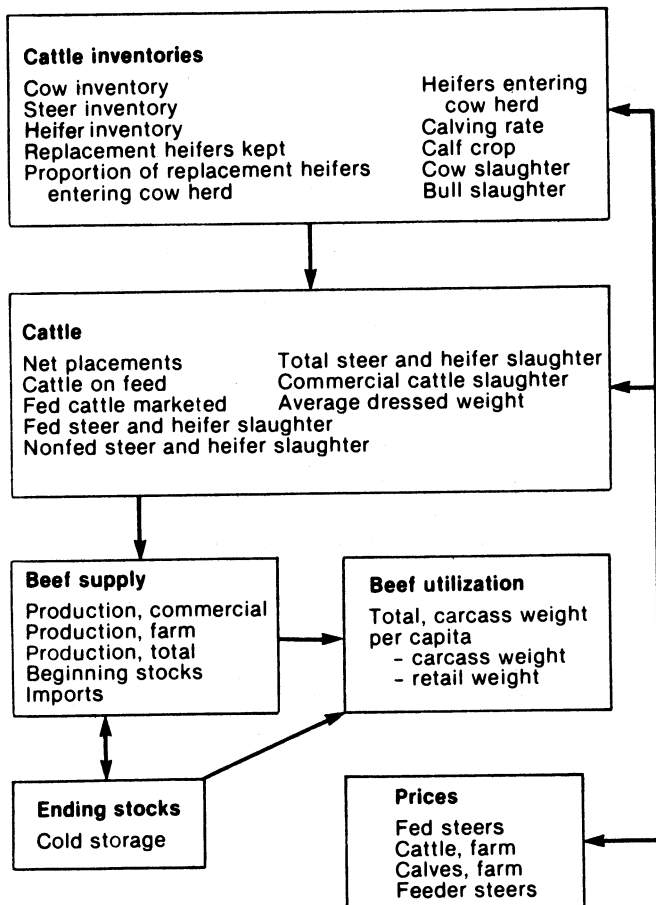 Cattle inventories
Cow inventory
Steer inventory
Heifer inventory
Replacement heifers kept
Proportion of replacement heifers
entering cow herd
Heifers entering
cow herd
Calving rate
Calf crop
Cow slaughter
Bull slaughter
Cattle
Net placements
Cattle on feed
Fed cattle marketed
Fed steer and heifer slaughter
Nonfed steer and heifer slaughter
Total steer and heifer slaughter
Commercial cattle slaughter
Average dressed weight
Beef supply
Production, commercial
Production, farm
Production, total
Beginning stocks
Imports
Beef utilization
Total, carcass weight
per capita
- carcass weight
- retail weight
Ending stocks
Cold storage
Prices
Fed steers
Cattle, farm
Calves, farm
Feeder steers